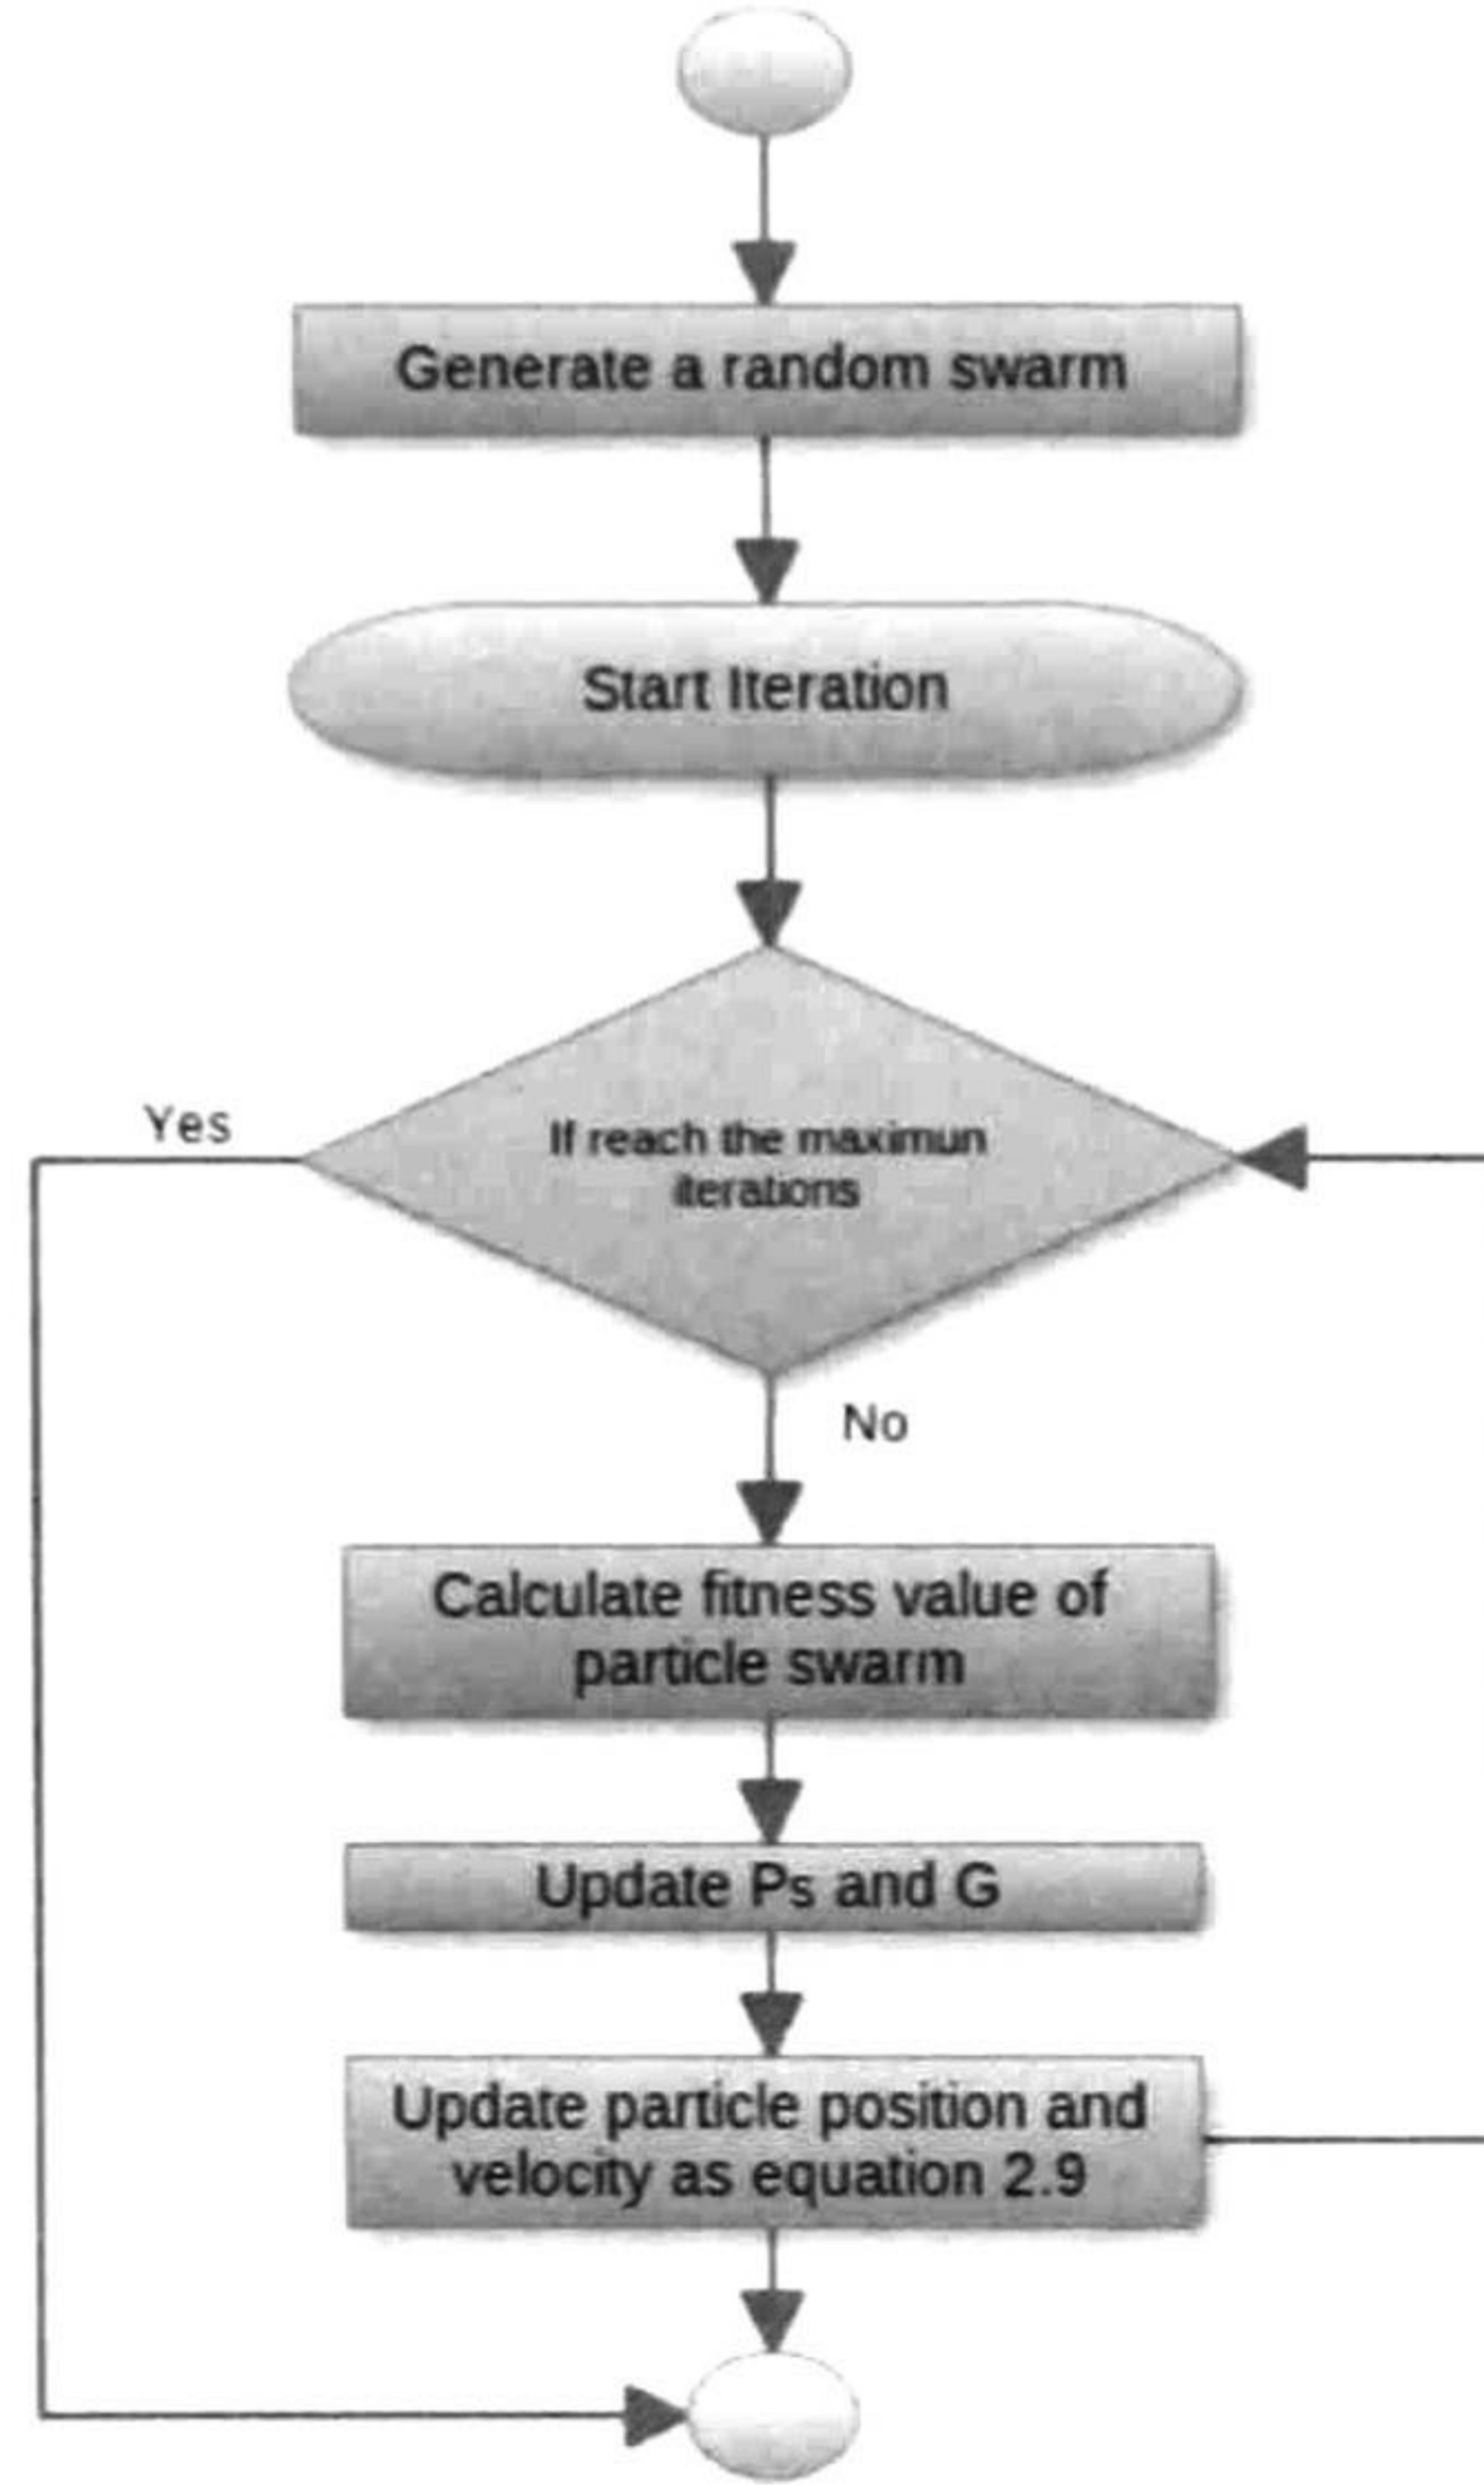 Generate a random swarm
Start Iteration
If reach the maximun
iterations
Yes
No
Calculate fitness value of
particle swarm
Update Ps and G
Update particle position and
velocity as equation 2.9